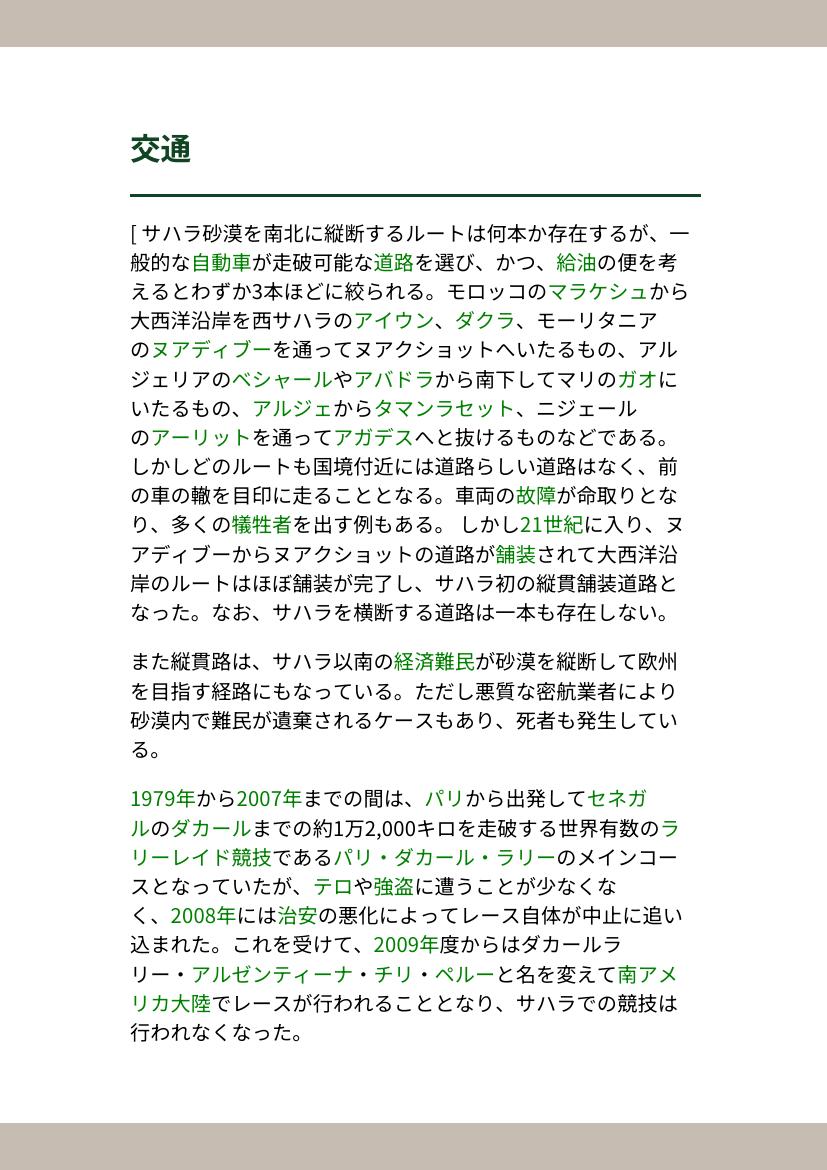 交通
[ サハラ砂漠を南北に縦断するルートは何本か存在するが、一
般的な自動車が走破可能な道路を選び、かつ、給油の便を考
えるとわずか3本ほどに絞られる。モロッコのマラケシュから
大西洋沿岸を西サハラのアイウン、ダクラ、モーリタニア
のヌアディブーを通ってヌアクショットへいたるもの、アル
ジェリアのベシャールやアバドラから南下してマリのガオに
いたるもの、アルジェからタマンラセット、ニジェール
のアーリットを通ってアガデスへと抜けるものなどである。
しかしどのルートも国境付近には道路らしい道路はなく、前
の車の轍を目印に走ることとなる。車両の故障が命取りとな
り、多くの犠牲者を出す例もある。 しかし21世紀に入り、ヌ
アディブーからヌアクショットの道路が舗装されて大西洋沿
岸のルートはほぼ舗装が完了し、サハラ初の縦貫舗装道路と
なった。なお、サハラを横断する道路は一本も存在しない。
また縦貫路は、サハラ以南の経済難民が砂漠を縦断して欧州
を目指す経路にもなっている。ただし悪質な密航業者により
砂漠内で難民が遺棄されるケースもあり、死者も発生してい
る。
1979年から2007年までの間は、パリから出発してセネガ
ルのダカールまでの約1万2,000キロを走破する世界有数のラ
リーレイド競技であるパリ・ダカール・ラリーのメインコー
スとなっていたが、テロや強盗に遭うことが少なくな
く、2008年には治安の悪化によってレース自体が中止に追い
込まれた。これを受けて、2009年度からはダカールラ
リー・アルゼンティーナ・チリ・ペルーと名を変えて南アメ
リカ大陸でレースが行われることとなり、サハラでの競技は
行われなくなった。